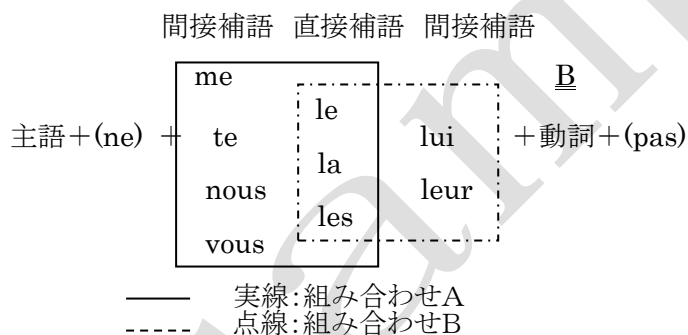 間接補語 直接補語 間接補語
me
B
le
主語＋(ne) ＋ te lui ＋動詞＋(pas)
la
nous leur
les
vous
実線:組み合わせA
点線:組み合わせB